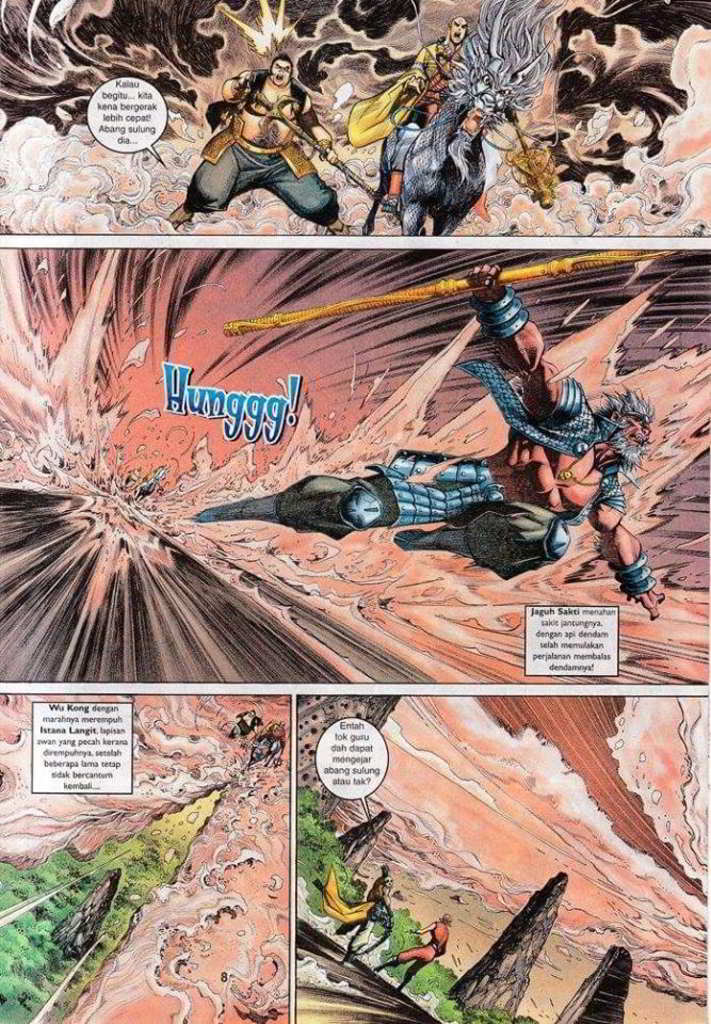 Kalau
begitu... kita
kena bergerak
lebih cepat!
Abang sulung
dia...
Hunggg!
Jaguh Sakti menahan
sakit jantungnya,
dengan api dendam
selah memulakan
perjalanan membalas
dendamnya!
Wu Kong dengan
marahnya merempuh
Istana Langit, lapisan
awan yang pecah kerana
dirempuhnya, setelah
beberapa lama tetap
tidak bercantum
kembali....
Entah
tok guru
dah dapat
mengejar
abang sulung
atau tak?
8